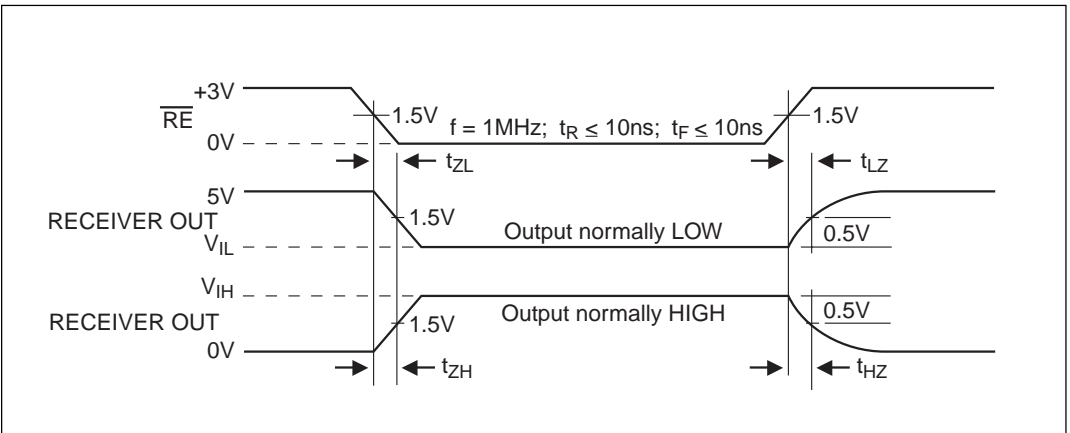 +3V
RE
1.5V
f = 1MHz; tR ≤ 10ns; tF ≤ 10ns
1.5V
0V
tZL
tLZ
5V
RECEIVER OUT
1.5V
Output normally LOW
0.5V
VIL
VIH
RECEIVER OUT
1.5V
Output normally HIGH
0.5V
0V
tZH
tHZ